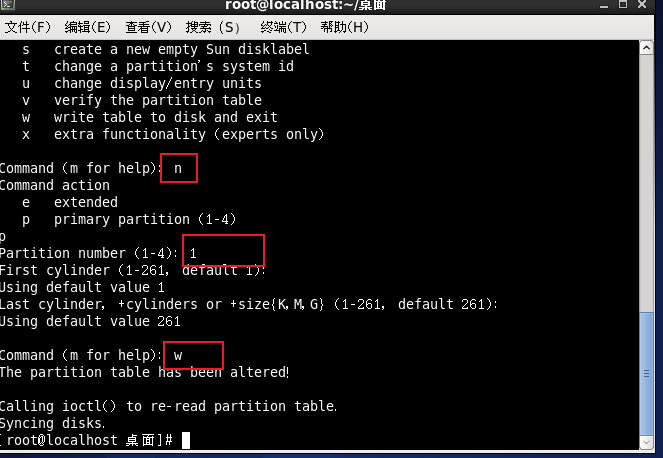 root@localhost:~/桌面
文件(F) 编辑(E) 查看(V) 搜索 (S) 终端(T) 帮助(H)
s create a new empty Sun disklabel
t change a partition's system id
u change display/entry units
v verify the partition table
w write table to disk and exit
x extra functionality (experts only)
Command (m for help): n
Command action
e extended
p primary partition (1-4)
p
Partition number (1-4): 1
First cylinder (1-261, default 1):
Using default value 1
Last cylinder, +cylinders or +size{K,M,G} (1-261, default 261):
Using default value 261
Command (m for help): w
The partition table has been altered!
Calling ioctl() to re-read partition table.
Syncing disks.
[root@localhost 桌面]#